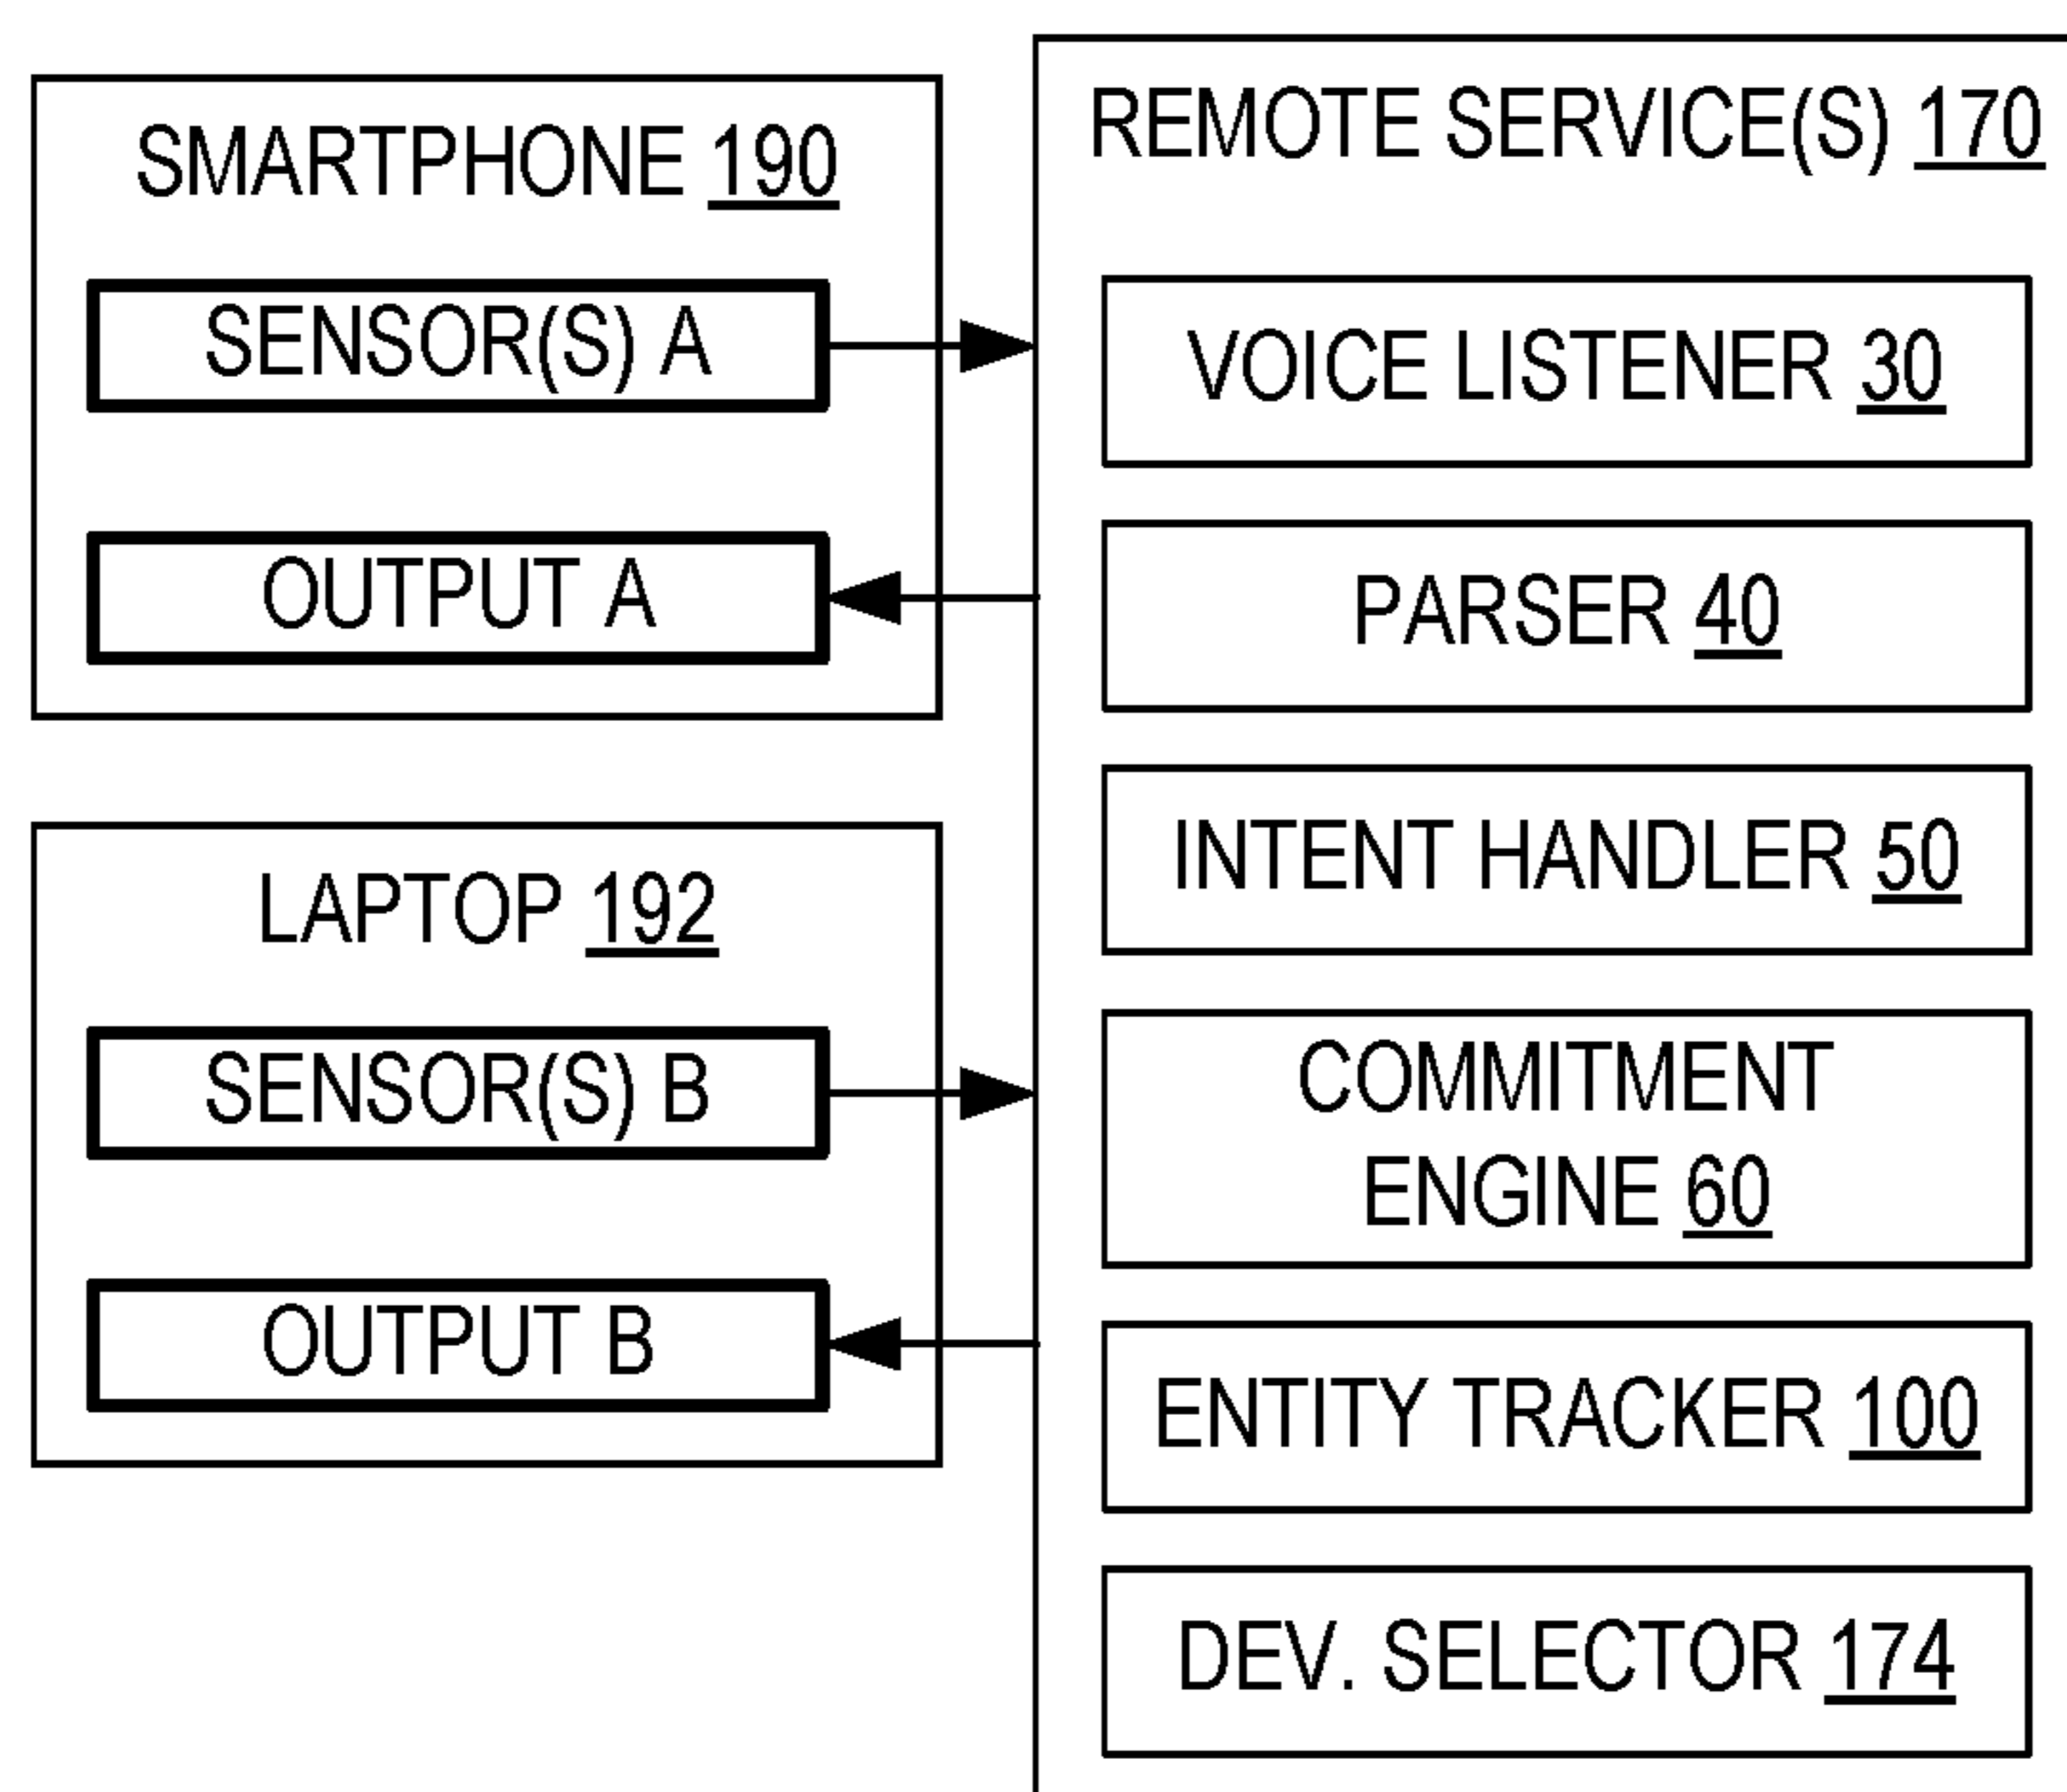 SMARTPHONE 190
SENSOR(S) A
OUTPUT A
LAPTOP 192
SENSOR(S) B
OUTPUT B
REMOTE SERVICE(S) 170
VOICE LISTENER 30
PARSER 40
INTENT HANDLER 50
COMMITMENT
ENGINE 60
ENTITY TRACKER 100
DEV. SELECTOR 174